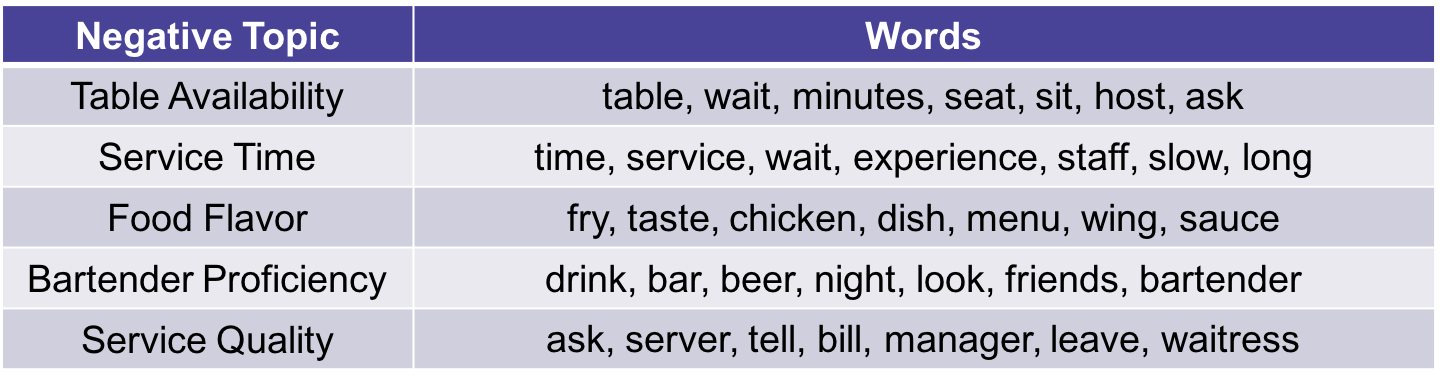 Negative Topic Words
Table Availability table, wait, minutes, seat, sit, host, ask
Service Time time, service, wait, experience, staff, slow, long
Food Flavor fry, taste, chicken, dish, menu, wing, sauce
Bartender Proficiency drink, bar, beer, night, look, friends, bartender
Service Quality ask, server, tell, bill, manager, leave, waitress